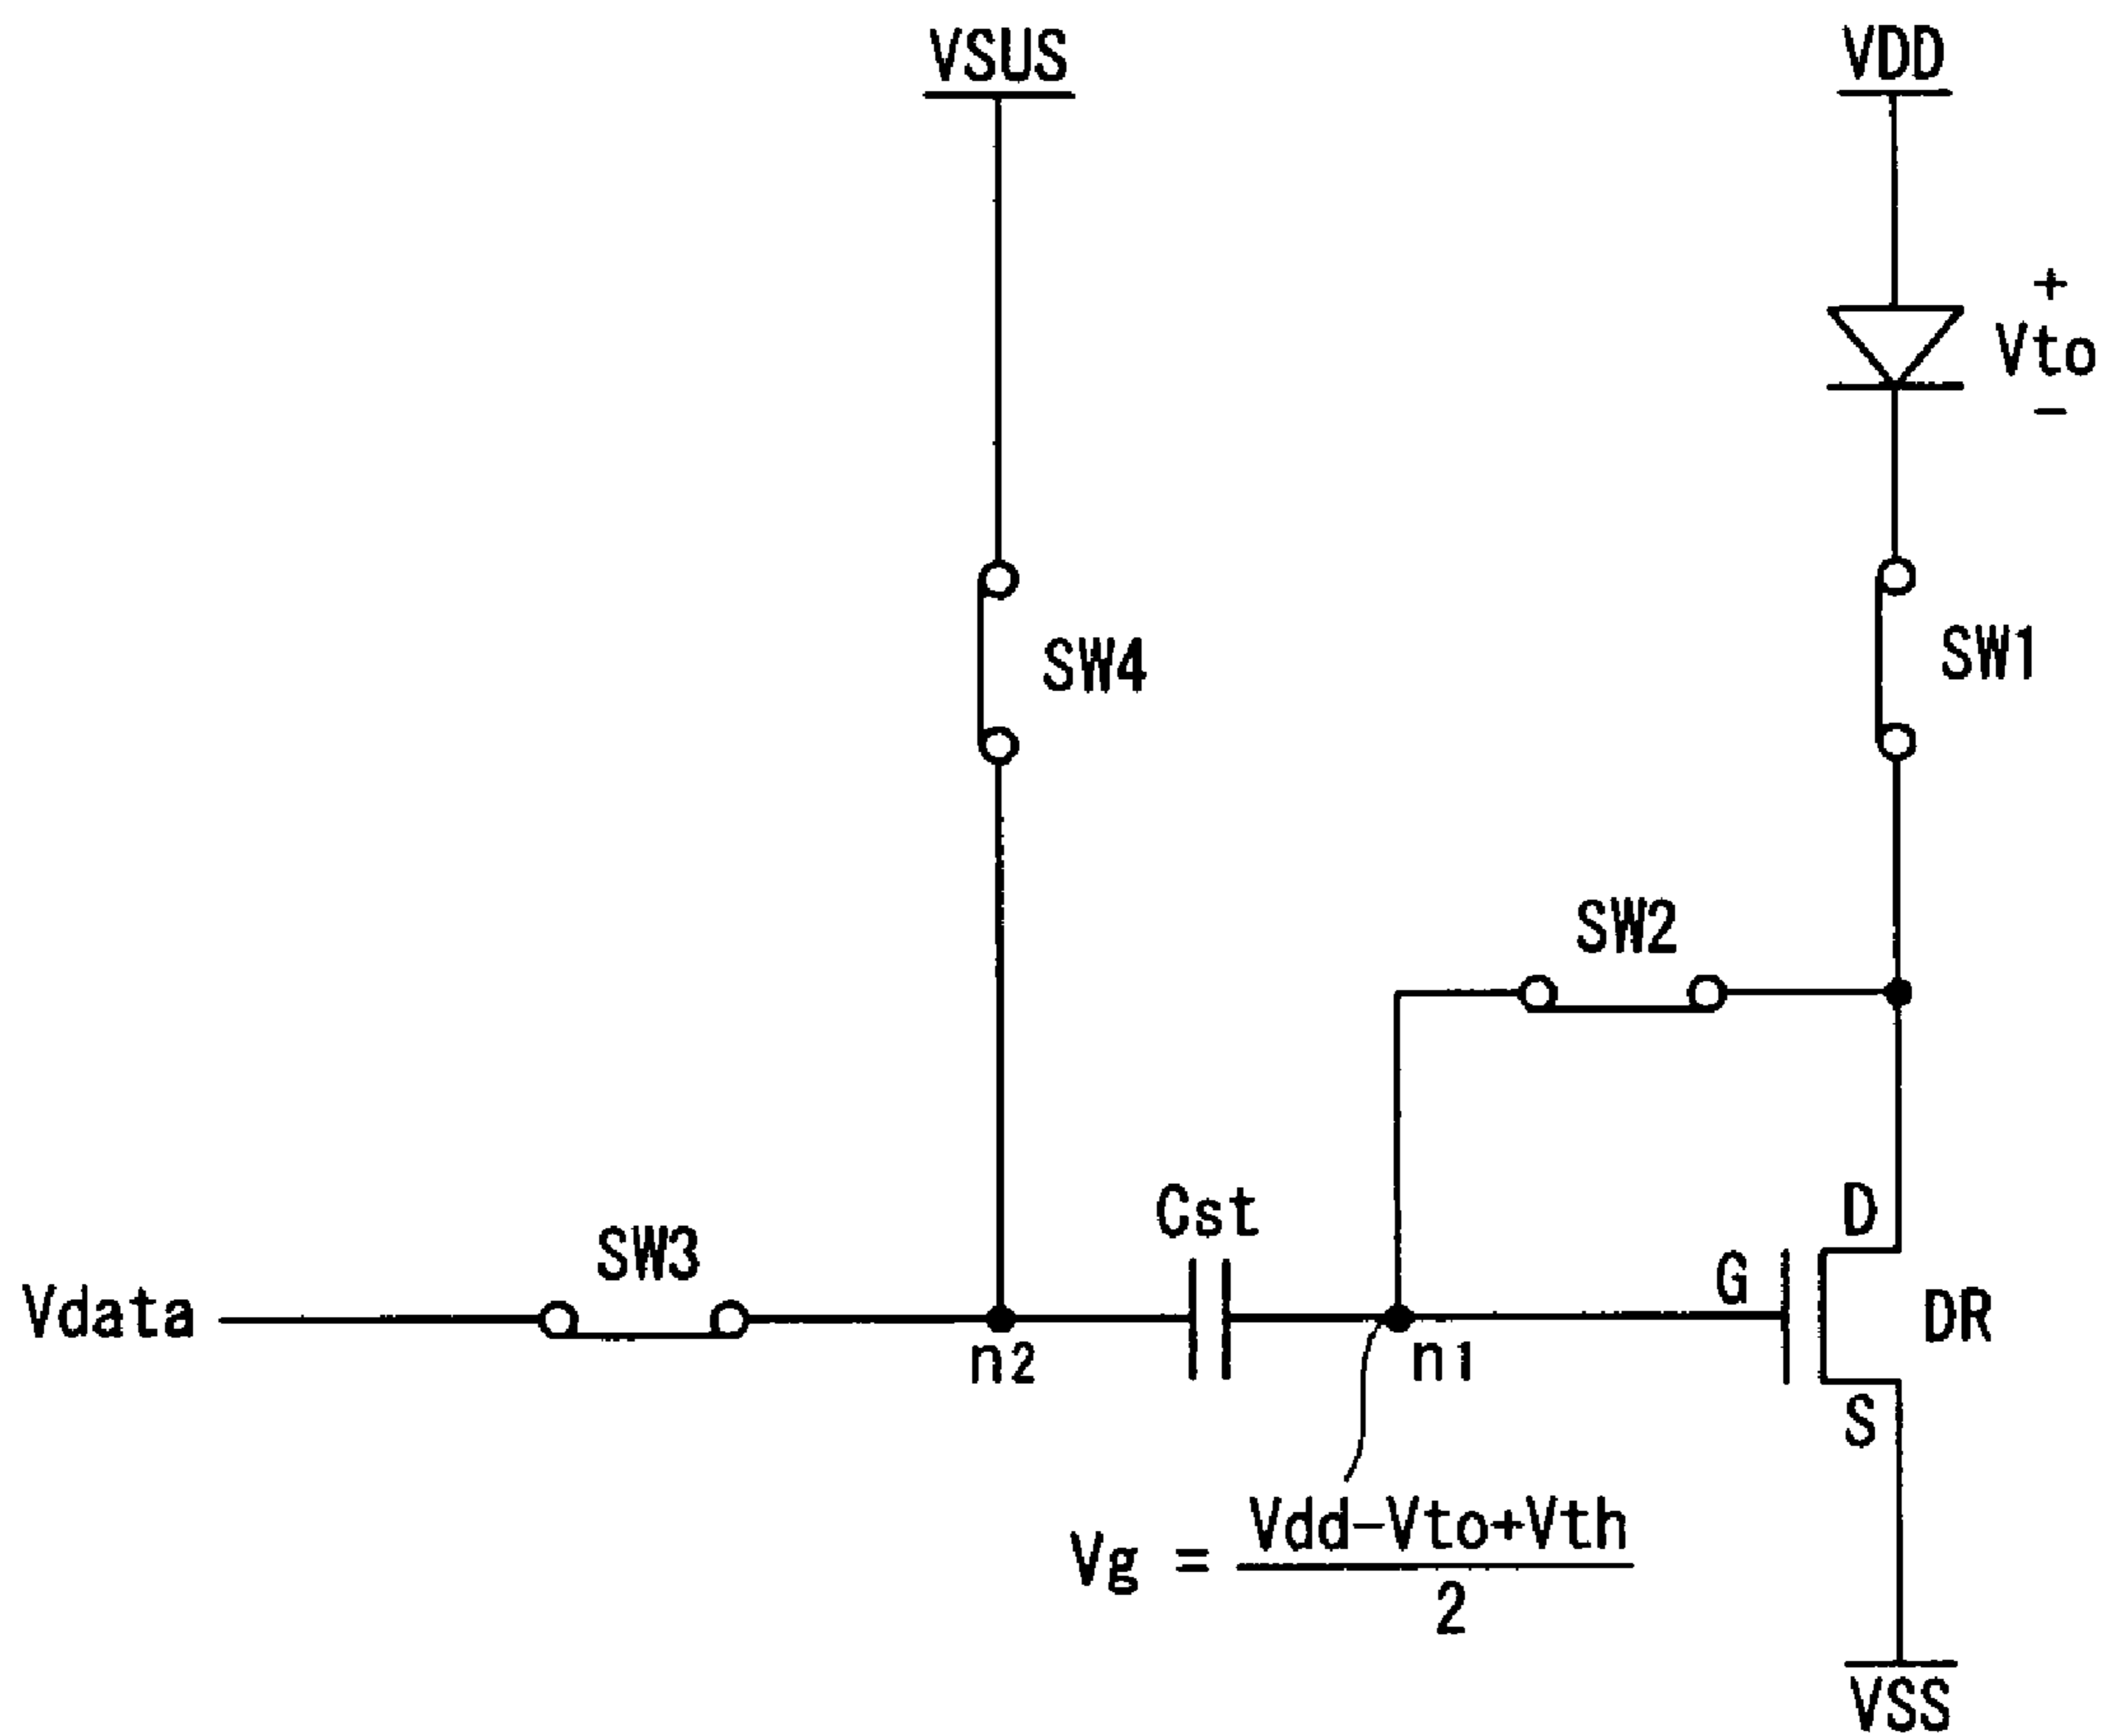 VSUS
VDD
+
Vto
−
SW4
SW1
SW2
Cst
D
SW3
G
Vdata
DR
n2
n1
S
Vg = Vdd−Vto+Vth
2
VSS